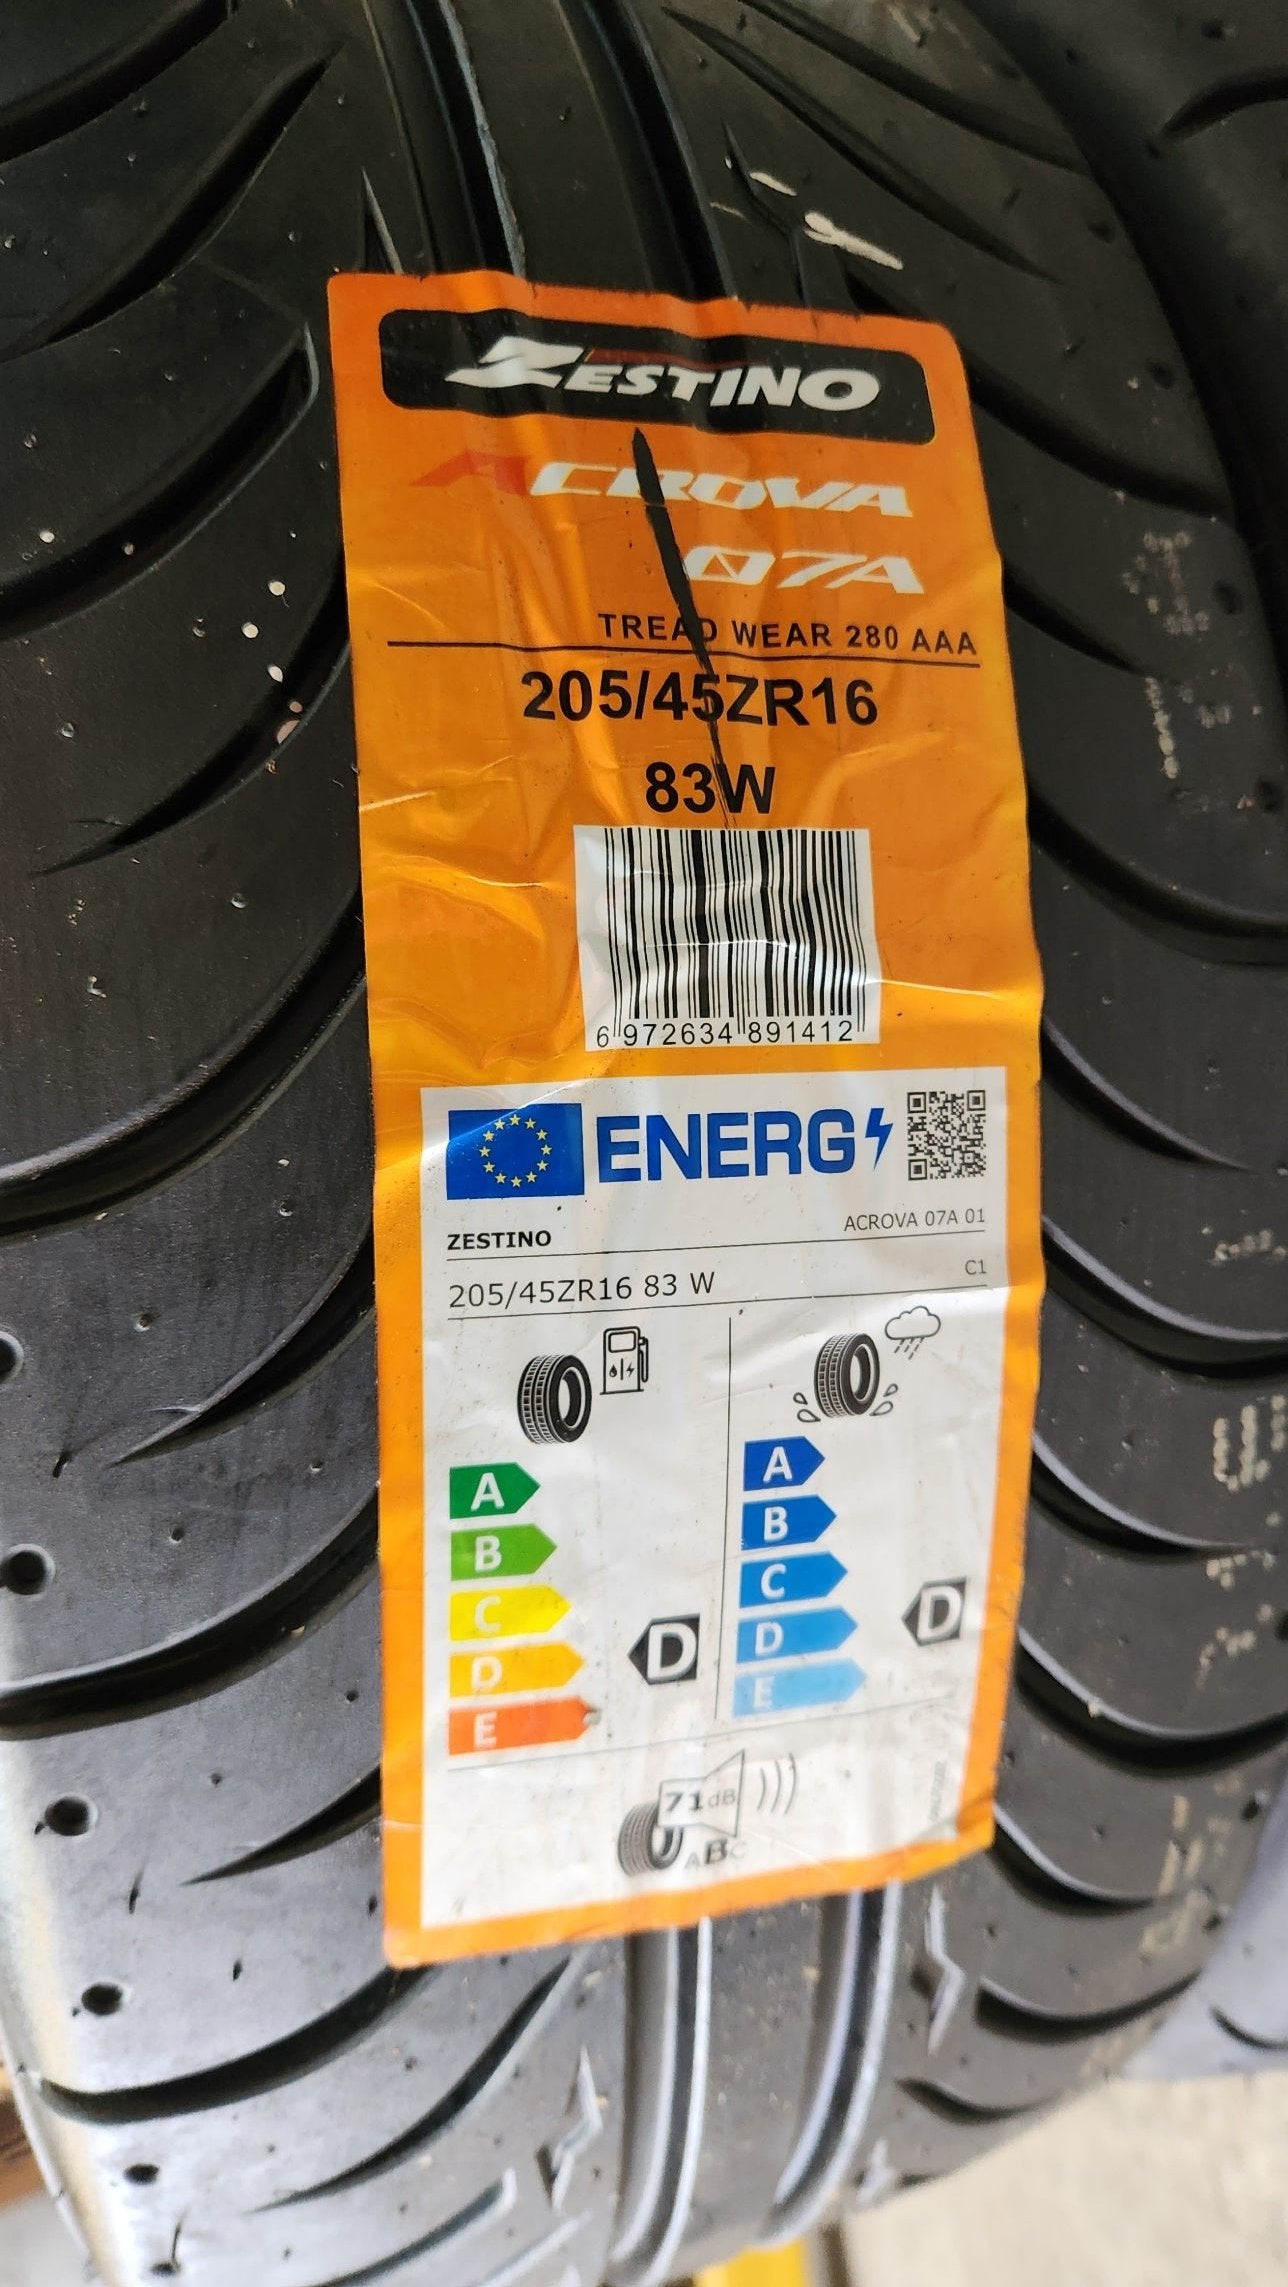 ZESTINO
ACROVA
07A
TREAD WEAR 280 AAA
205/45ZR16
83W
6 972634 891412
ENERG
ZESTINO
ACROVA 07A 01
205/45ZR16 83 W
C1
A
B
C
D
E
D
A
B
C
D
E
D
71dB
ABC